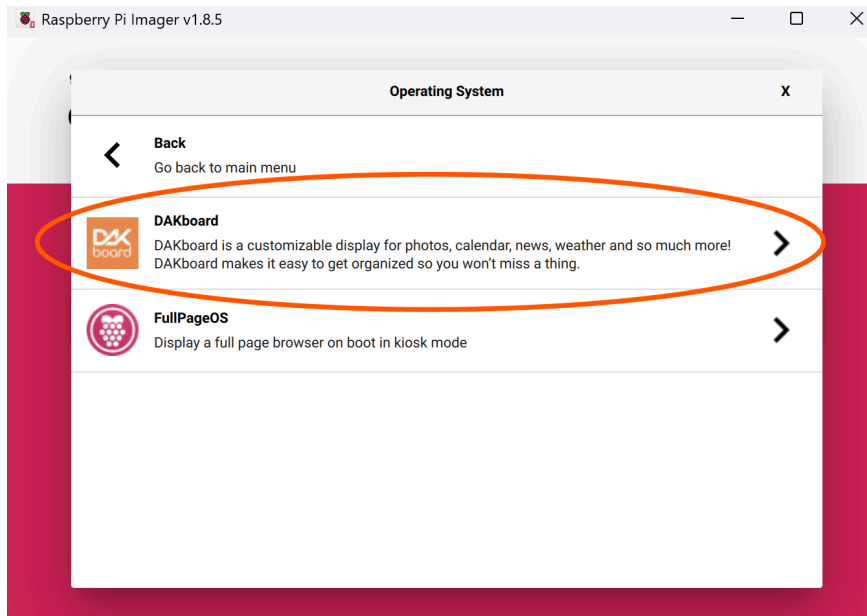 Raspberry Pi Imager v1.8.5
Operating System
X
Back
Go back to main menu
DAK
board
DAKboard
DAKboard is a customizable display for photos, calendar, news, weather and so much more!
DAKboard makes it easy to get organized so you won't miss a thing.
FullPageOS
Display a full page browser on boot in kiosk mode